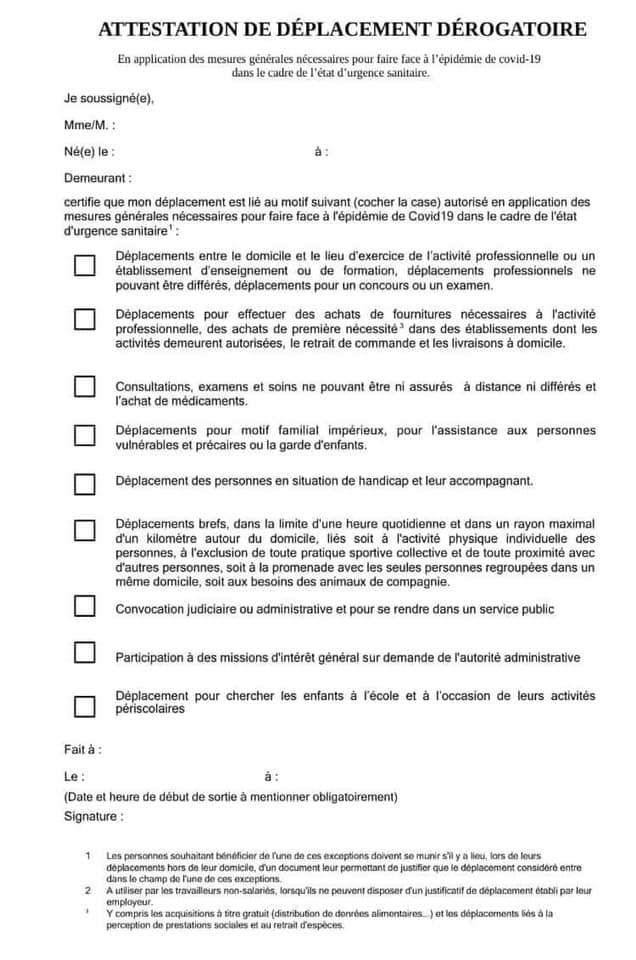 ATTESTATION DE DÉPLACEMENT DÉROGATOIRE
En application des mesures générales nécessaires pour faire face à l'épidémie de covid-19
dans le cadre de l'état d'urgence sanitaire.
Je soussigné(e),
Mme/M. :
Né(e) le : à :
Demeurant :
certifie que mon déplacement est lié au motif suivant (cocher la case) autorisé en application des
mesures générales nécessaires pour faire face à l'épidémie de Covid19 dans le cadre de l'état
d'urgence sanitaire¹ :
Déplacements entre le domicile et le lieu d'exercice de l'activité professionnelle ou un
établissement d'enseignement ou de formation, déplacements professionnels ne
pouvant être différés, déplacements pour un concours ou un examen.
Déplacements pour effectuer des achats de fournitures nécessaires à l'activité
professionnelle, des achats de première nécessité³ dans des établissements dont les
activités demeurent autorisées, le retrait de commande et les livraisons à domicile.
Consultations, examens et soins ne pouvant être ni assurés à distance ni différés et
l'achat de médicaments.
Déplacements pour motif familial impérieux, pour l'assistance aux personnes
vulnérables et précaires ou la garde d'enfants.
Déplacement des personnes en situation de handicap et leur accompagnant.
Déplacements brefs, dans la limite d'une heure quotidienne et dans un rayon maximal
d'un kilomètre autour du domicile, liés soit à l'activité physique individuelle des
personnes, à l'exclusion de toute pratique sportive collective et de toute proximité avec
d'autres personnes, soit à la promenade avec les seules personnes regroupées dans un
même domicile, soit aux besoins des animaux de compagnie.
Convocation judiciaire ou administrative et pour se rendre dans un service public
Participation à des missions d'intérêt général sur demande de l'autorité administrative
Déplacement pour chercher les enfants à l'école et à l'occasion de leurs activités
périscolaires
Fait à :
Le : à :
(Date et heure de début de sortie à mentionner obligatoirement)
Signature :
1 Les personnes souhaitant bénéficier de l'une de ces exceptions doivent se munir s'il y a lieu, lors de leurs
déplacements hors de leur domicile, d'un document leur permettant de justifier que le déplacement considéré entre
dans le champ de l'une de ces exceptions.
2 A utiliser par les travailleurs non-salariés, lorsqu'ils ne peuvent disposer d'un justificatif de déplacement établi par leur
employeur.
³ Y compris les acquisitions à titre gratuit (distribution de denrées alimentaires...) et les déplacements liés à la
perception de prestations sociales et au retrait d'espèces.